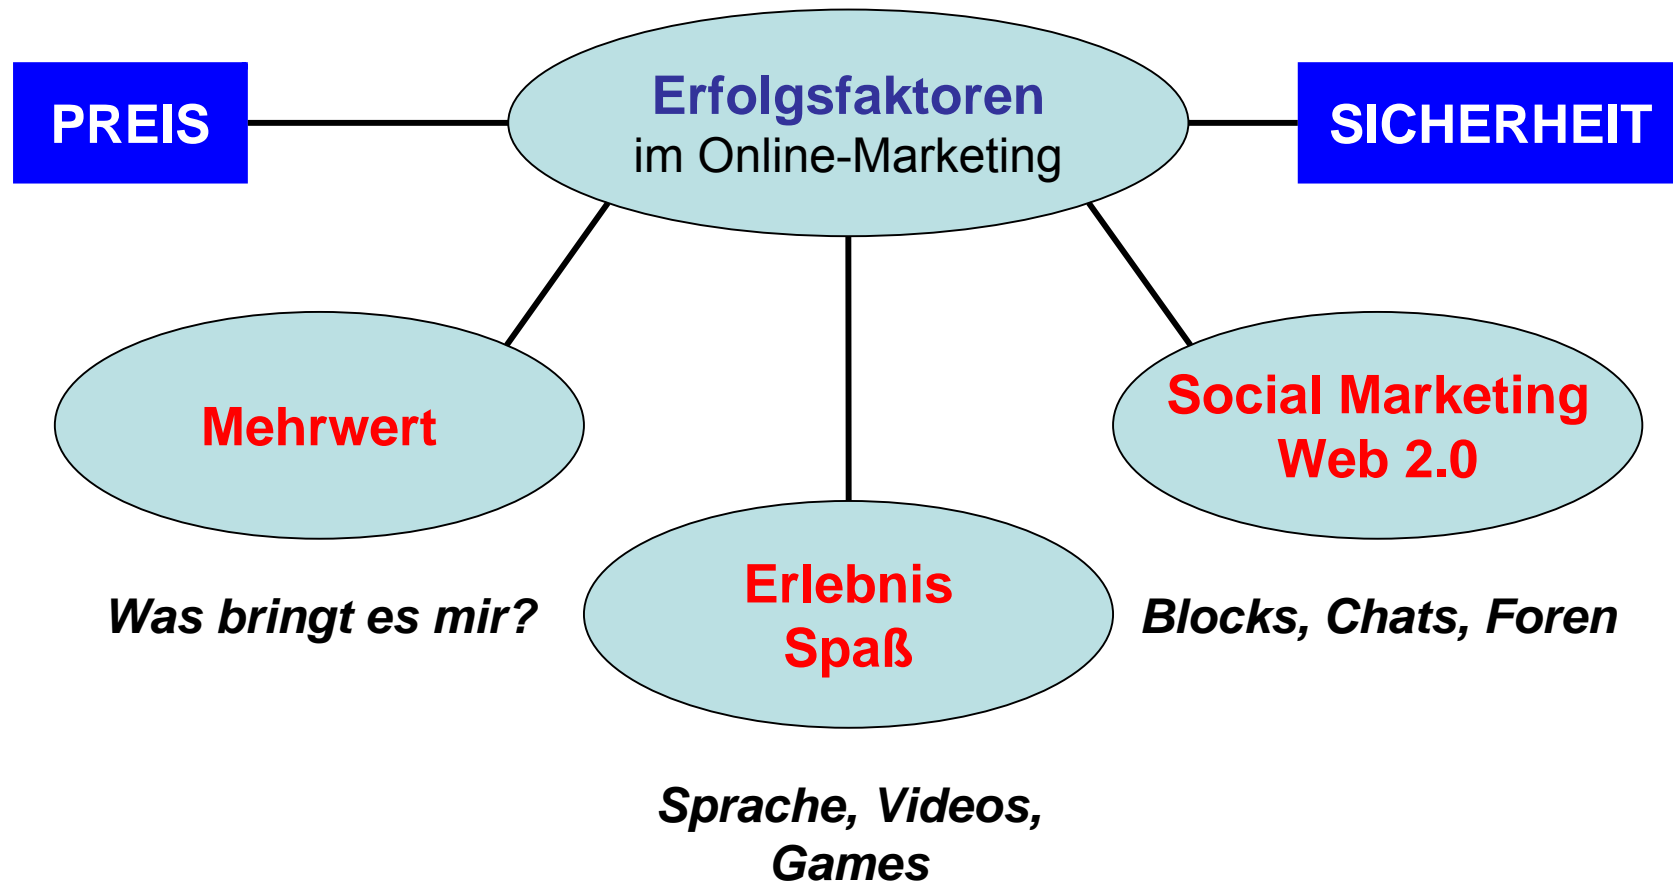 PREIS
Erfolgsfaktoren
im Online-Marketing
SICHERHEIT
Mehrwert
Social Marketing
Web 2.0
Was bringt es mir?
Erlebnis
Spaß
Blocks, Chats, Foren
Sprache, Videos,
Games